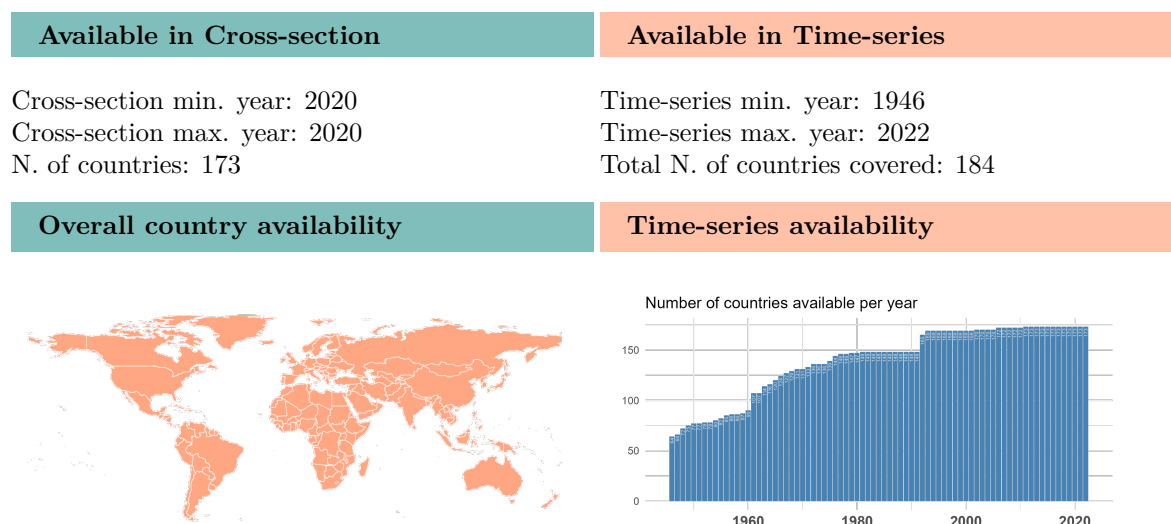 Available in Cross-section
Available in Time-series
Cross-section min. year: 2020
Cross-section max. year: 2020
N. of countries: 173
Time-series min. year: 1946
Time-series max. year: 2022
Total N. of countries covered: 184
Overall country availability
Time-series availability
Number of countries available per year
150
100
50
0
1960
1980
2000
2020